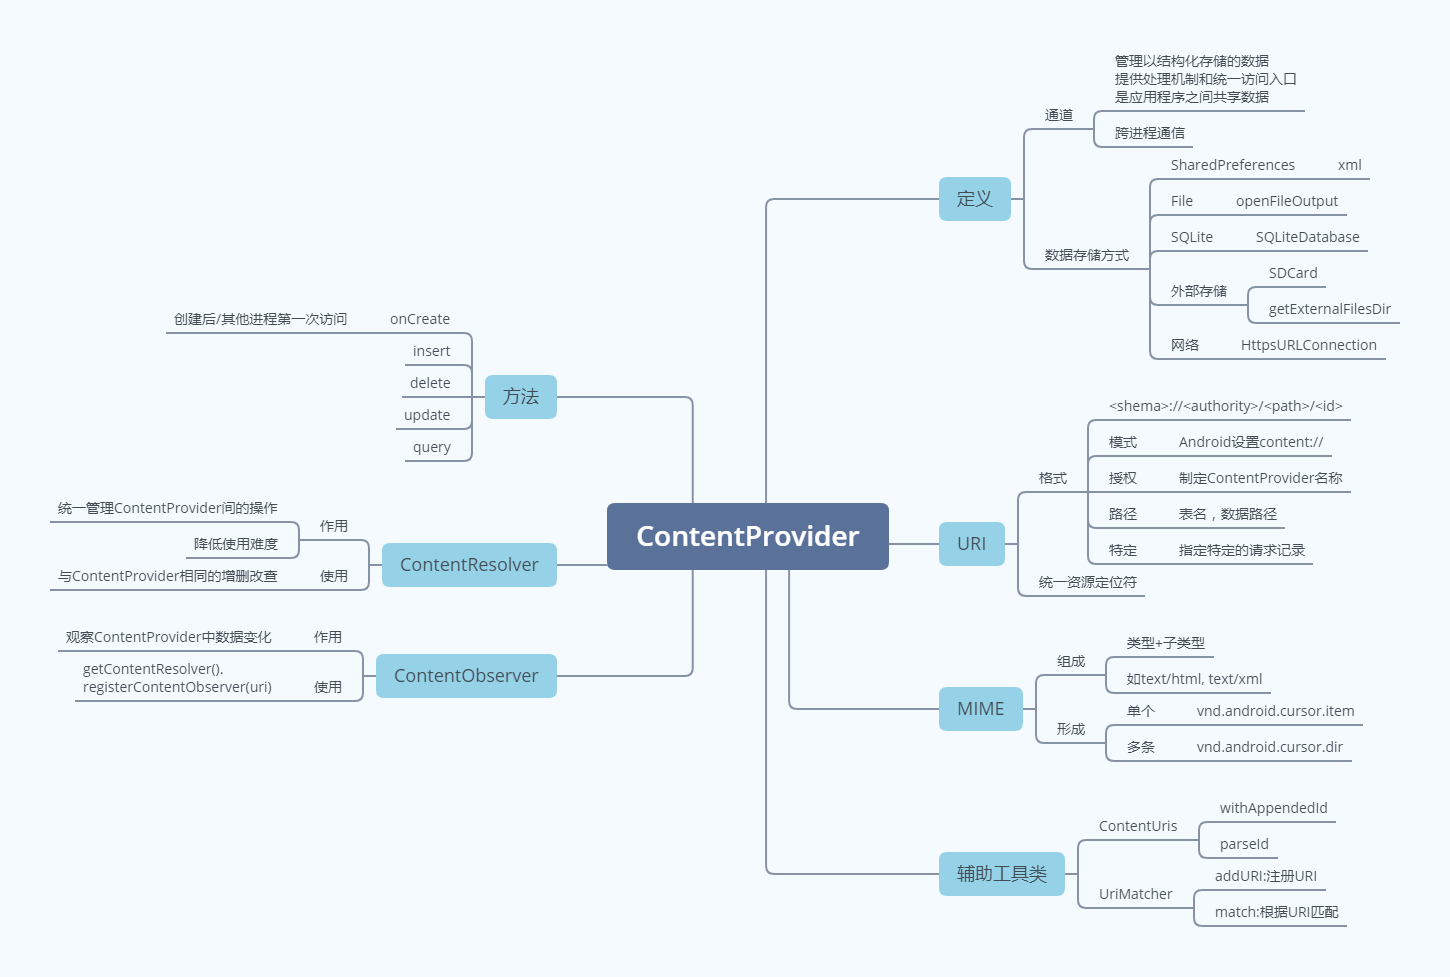 ContentProvider
定义
通道
管理以结构化存储的数据
提供处理机制和统一访问入口
是应用程序之间共享数据
跨进程通信
数据存储方式
SharedPreferences xml
File openFileOutput
SQLite SQLiteDatabase
外部存储
SDCard
getExternalFilesDir
网络 HttpsURLConnection
URI
格式
<shema>://<authority>/<path>/<id>
模式 Android设置content://
授权 制定ContentProvider名称
路径 表名，数据路径
特定 指定特定的请求记录
统一资源定位符
MIME
组成
类型+子类型
如text/html, text/xml
形成
单个 vnd.android.cursor.item
多条 vnd.android.cursor.dir
辅助工具类
ContentUris
withAppendedId
parseId
UriMatcher
addURI:注册URI
match:根据URI匹配
方法
创建后/其他进程第一次访问 onCreate
insert
delete
update
query
ContentResolver
作用
统一管理ContentProvider间的操作
降低使用难度
与ContentProvider相同的增删改查 使用
ContentObserver
观察ContentProvider中数据变化 作用
getContentResolver().
registerContentObserver(uri) 使用